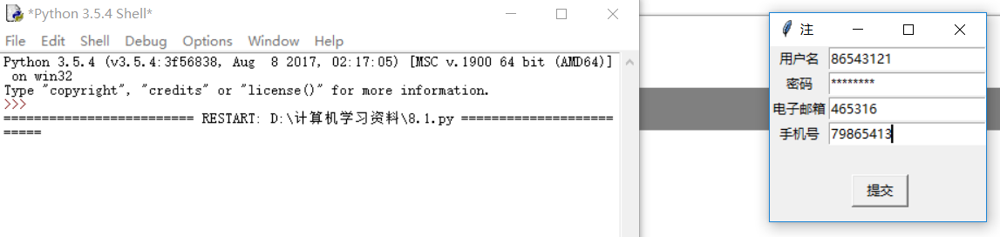 *Python 3.5.4 Shell*
File Edit Shell Debug Options Window Help
Python 3.5.4 (v3.5.4:3f56838, Aug  8 2017, 02:17:05) [MSC v.1900 64 bit (AMD64)]
 on win32
Type "copyright", "credits" or "license()" for more information.
>>>
========================= RESTART: D:\计算机学习资料\8.1.py ====================
=====
注
用户名 86543121
密码 ********
电子邮箱 465316
手机号 79865413
提交